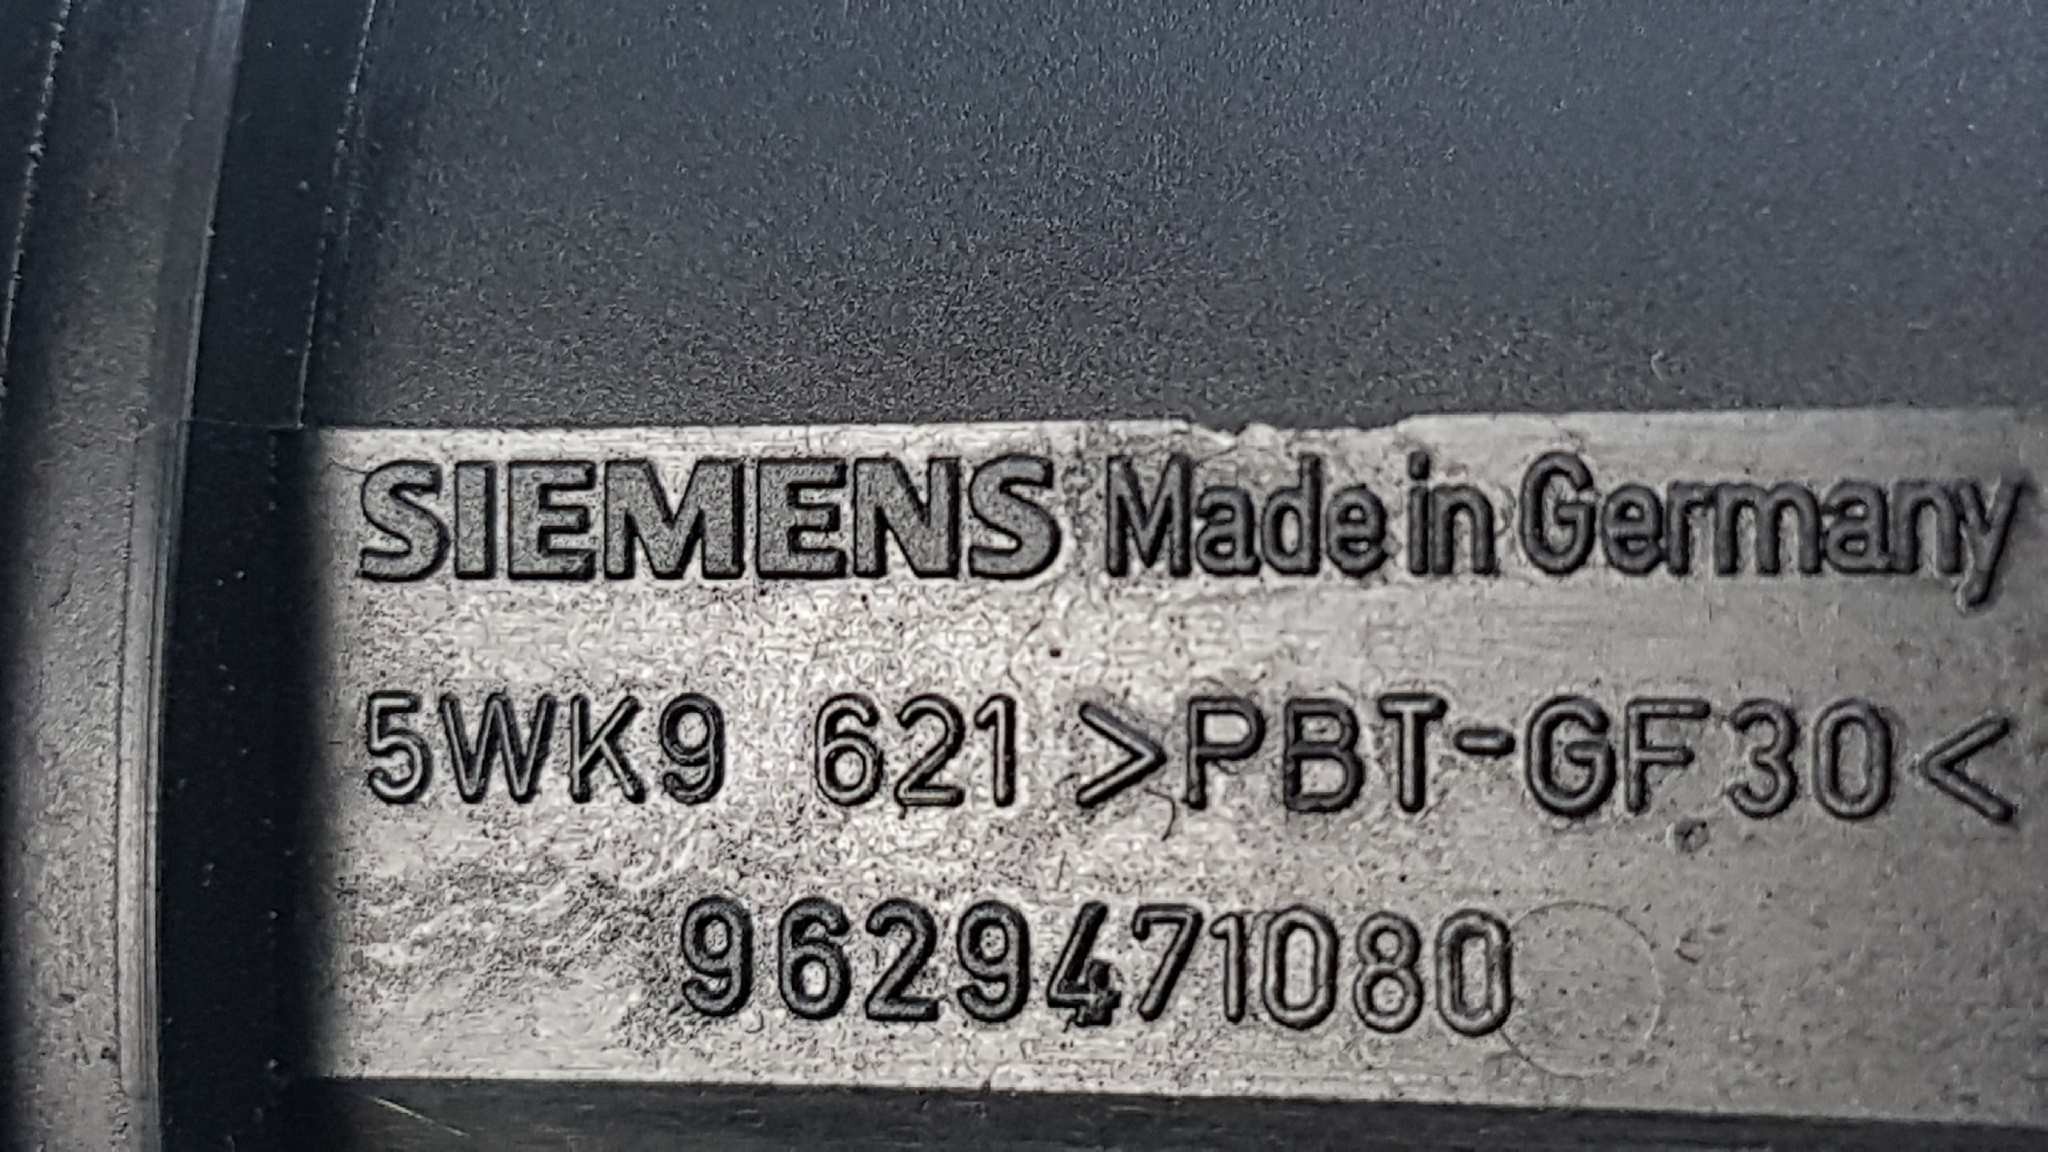 SIEMENS Made in Germany
5WK9 621 >PBT-GF30<
9629471080